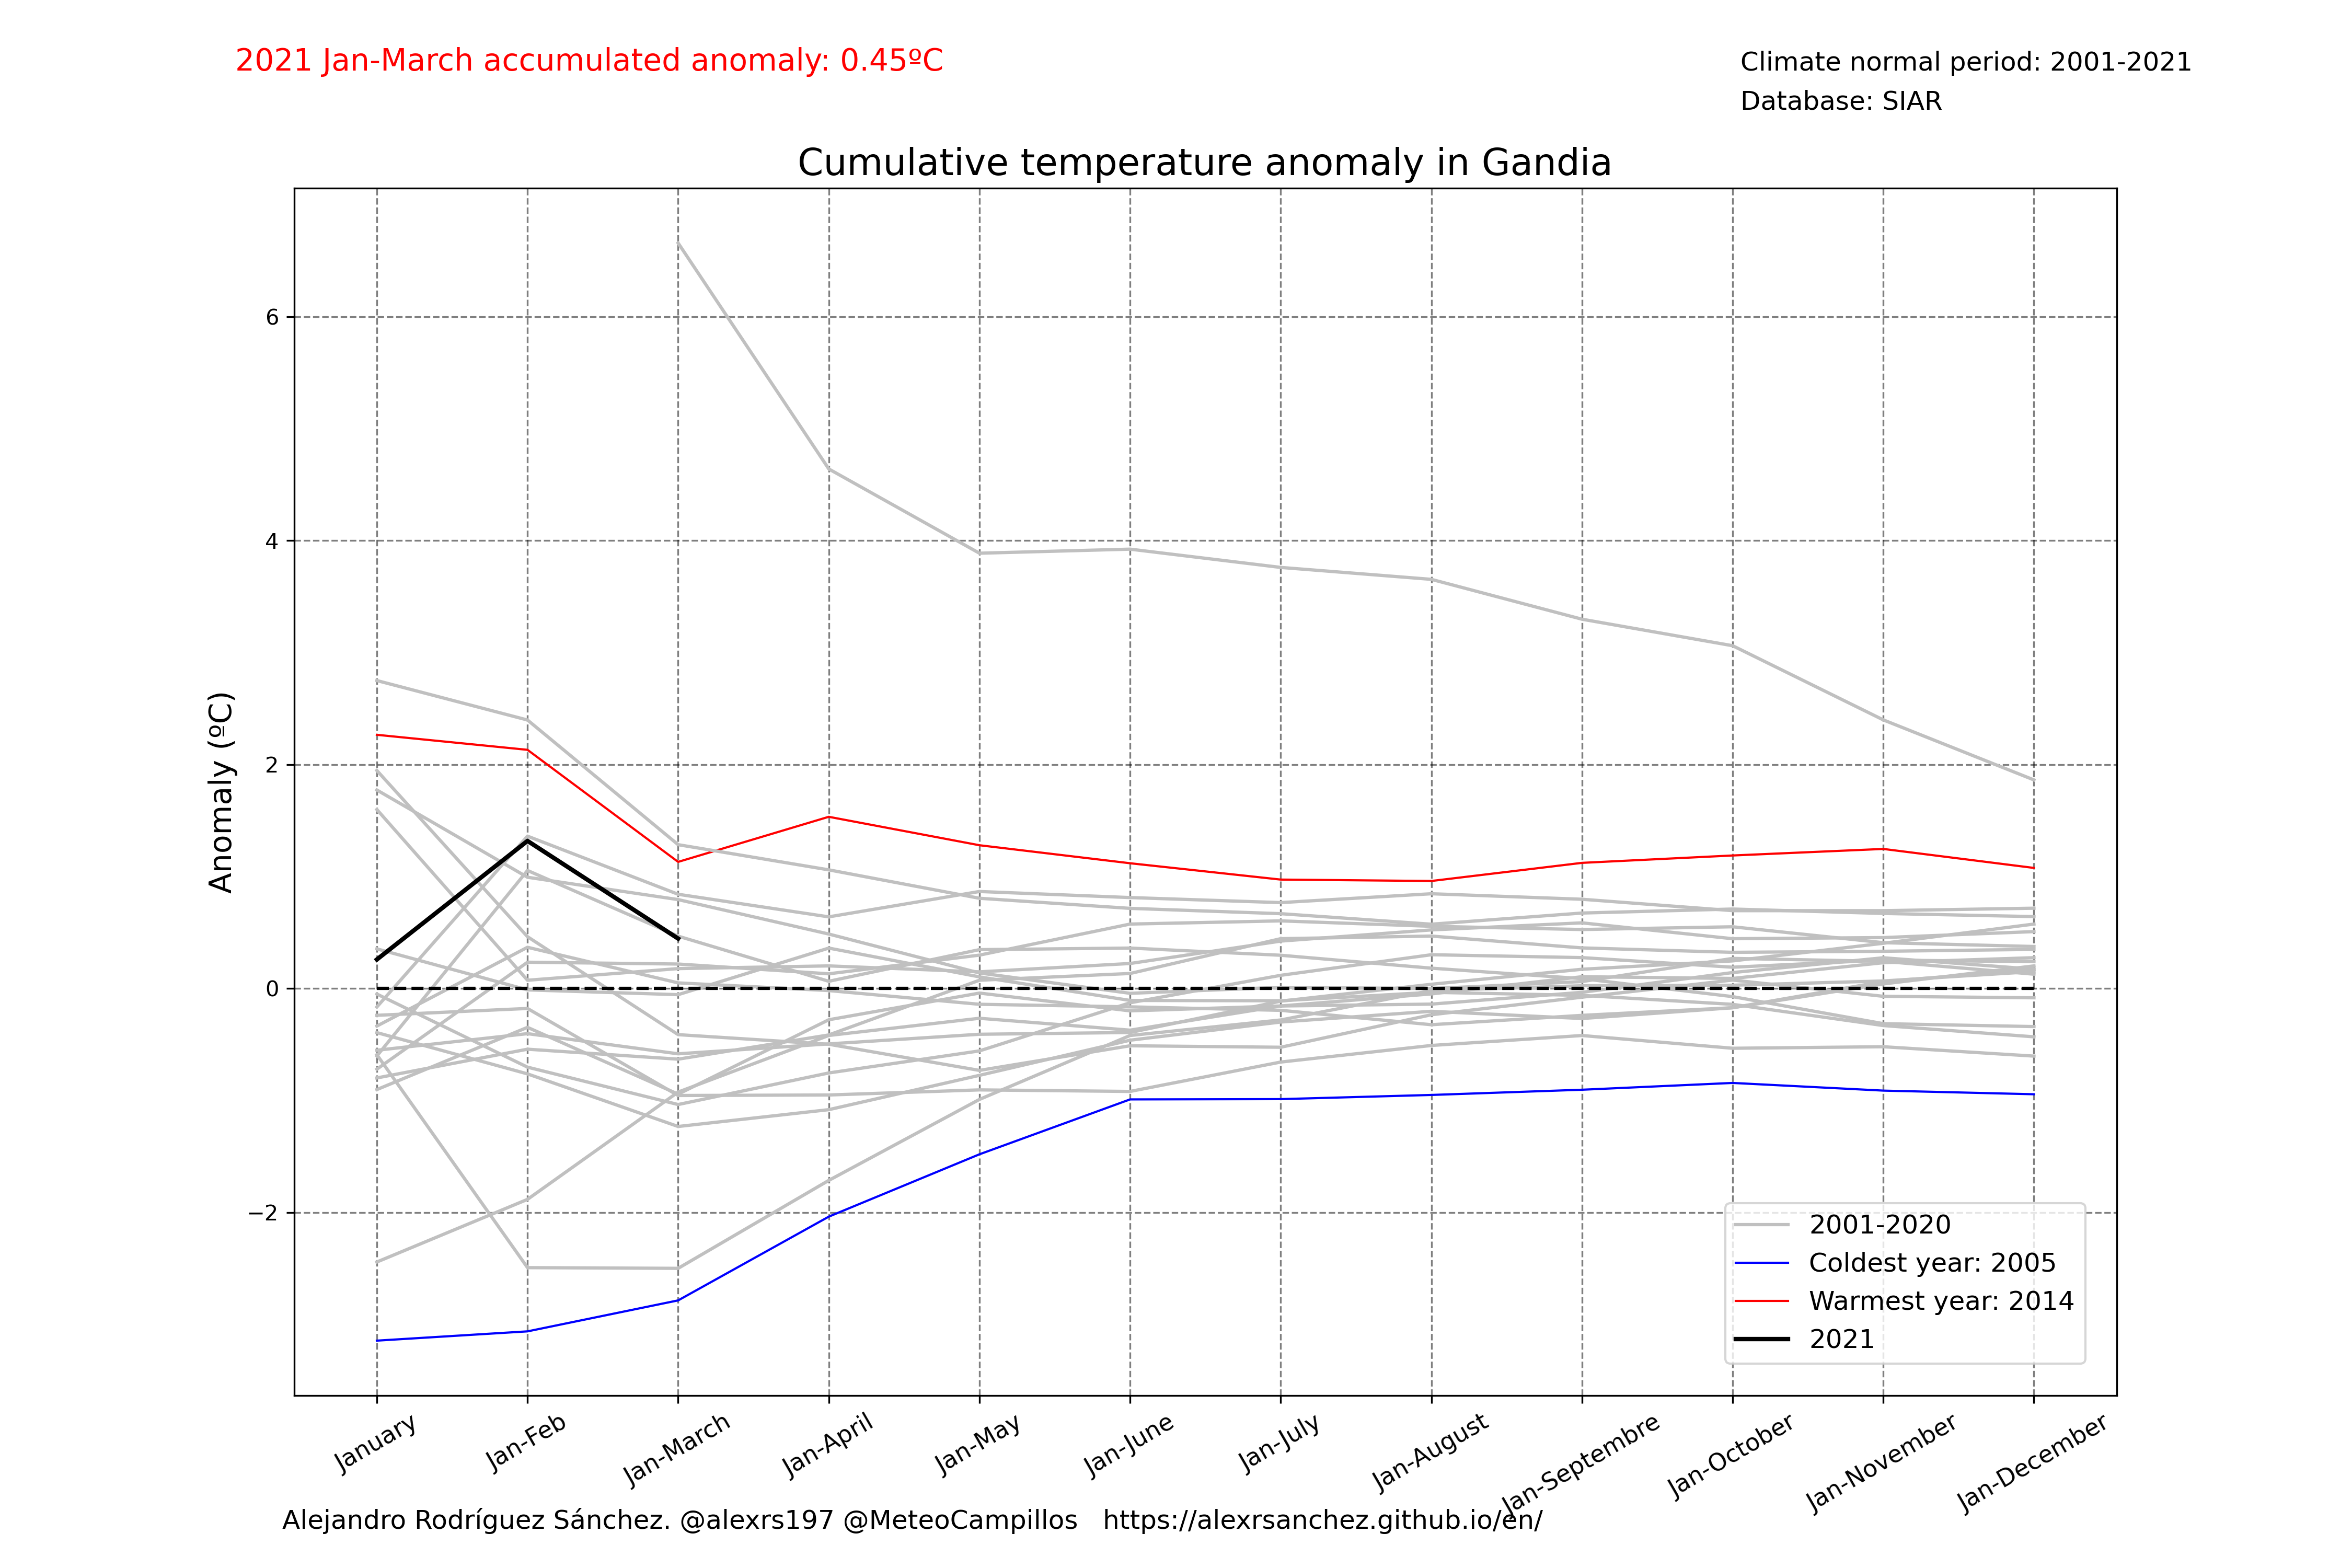 2021 Jan-March accumulated anomaly: 0.45ºC
Climate normal period: 2001-2021
Database: SIAR
Cumulative temperature anomaly in Gandia
Anomaly (ºC)
6
4
2
0
−2
2001-2020
Coldest year: 2005
Warmest year: 2014
2021
January
Jan-Feb
Jan-March
Jan-April
Jan-May
Jan-June
Jan-July
Jan-August
Jan-Septembre
Jan-October
Jan-November
Jan-December
Alejandro Rodríguez Sánchez. @alexrs197 @MeteoCampillos https://alexrsanchez.github.io/en/